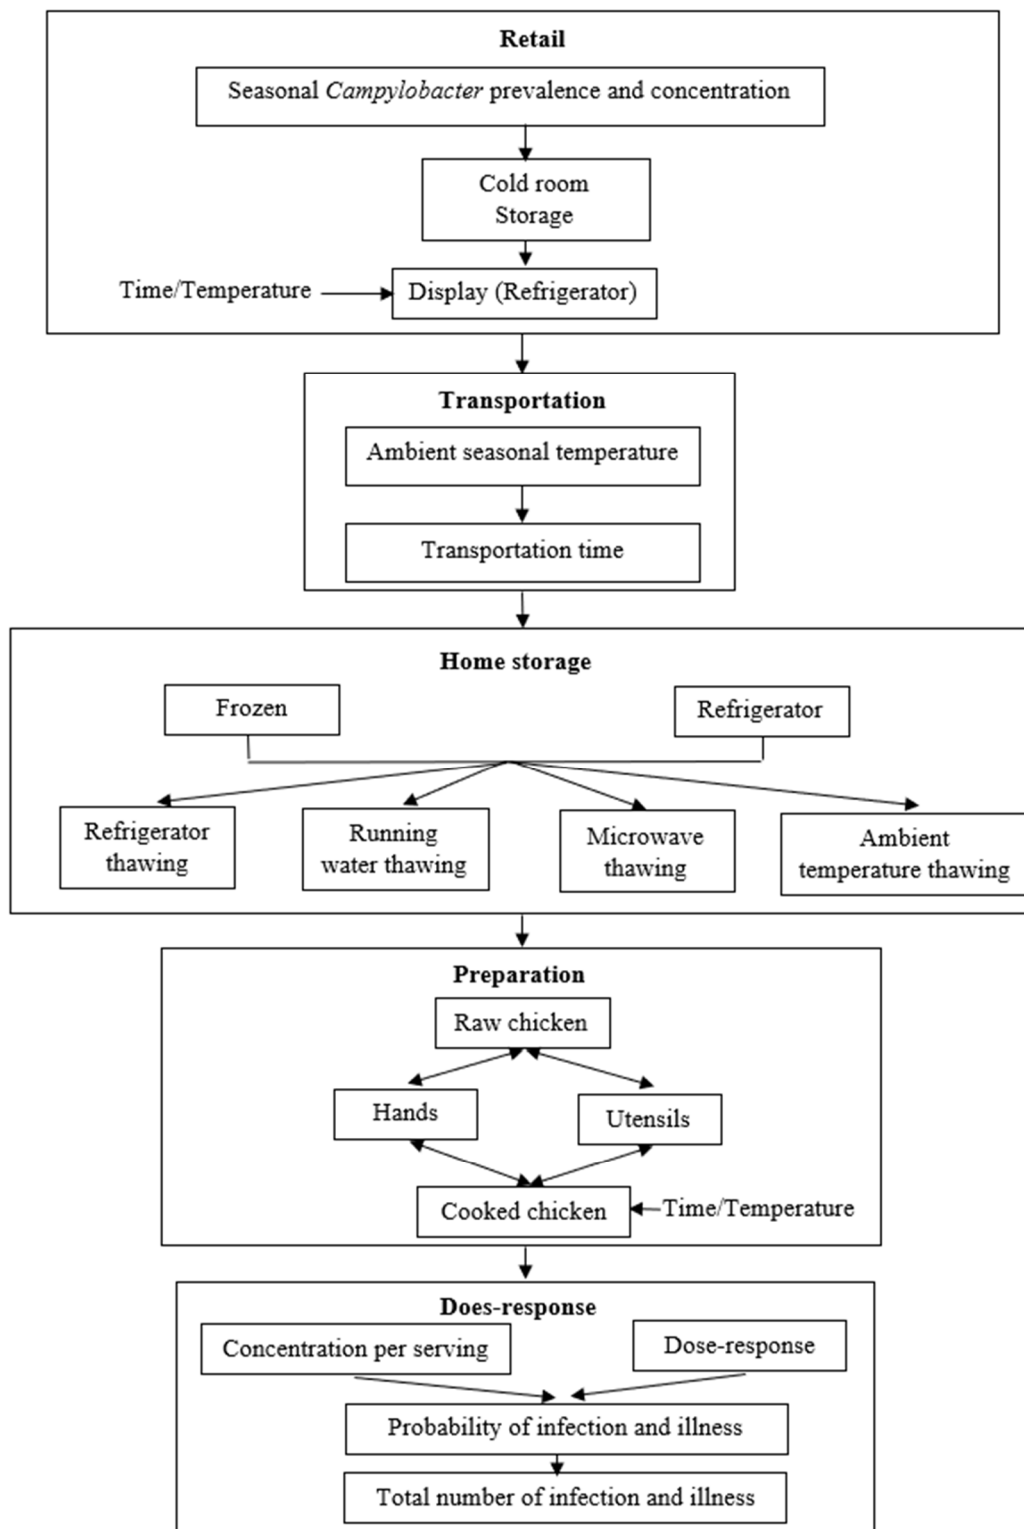 Retail
Seasonal Campylobacter prevalence and concentration
Cold room
Storage
Time/Temperature
Display (Refrigerator)
Transportation
Ambient seasonal temperature
Transportation time
Home storage
Frozen
Refrigerator
Refrigerator
thawing
Running
water thawing
Microwave
thawing
Ambient
temperature thawing
Preparation
Raw chicken
Hands
Utensils
Cooked chicken
Time/Temperature
Does-response
Concentration per serving
Dose-response
Probability of infection and illness
Total number of infection and illness